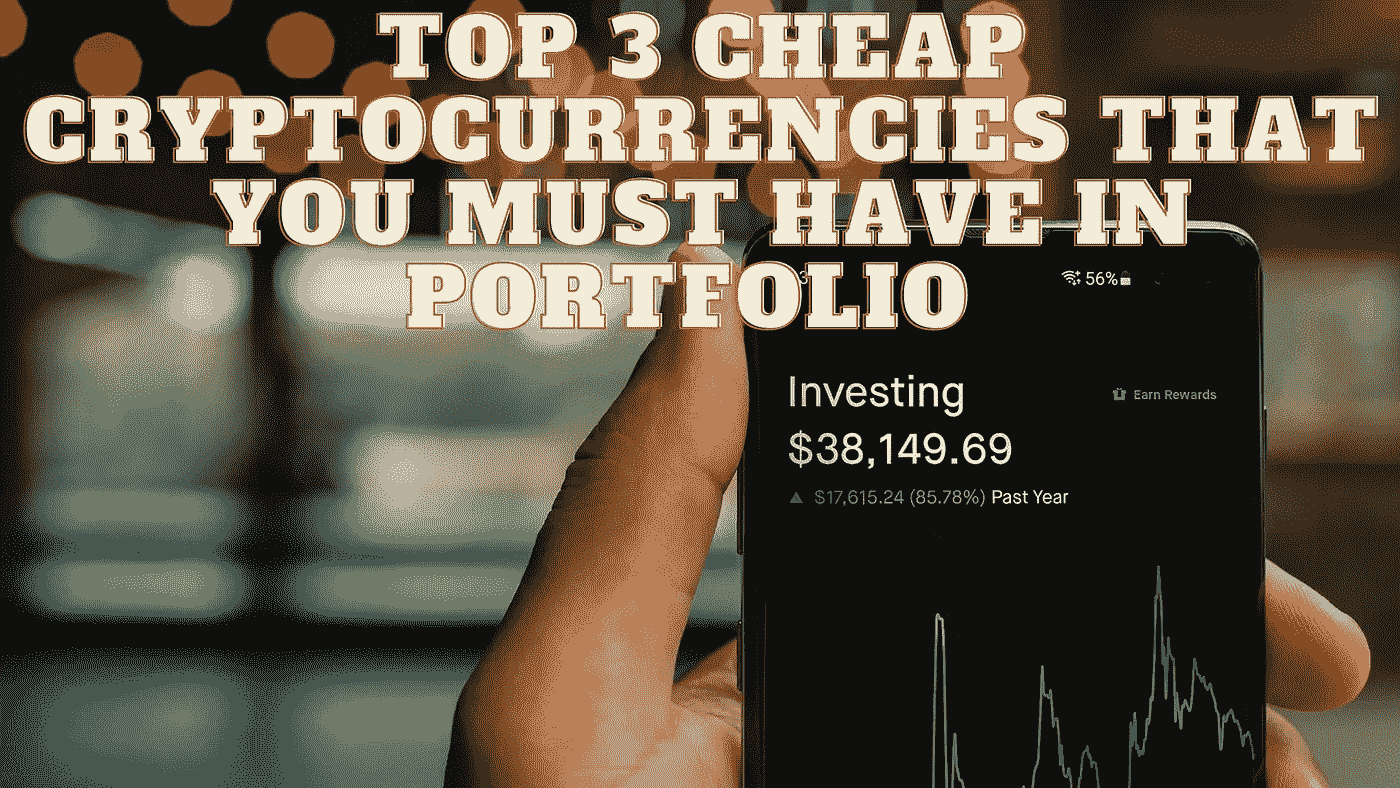 TOP 3 CHEAP
CRYPTOCURRENCIES THAT
YOU MUST HAVE IN
PORTFOLIO
56%
Investing
Earn Rewards
$38,149.69
$17,615.24 (85.78%) Past Year